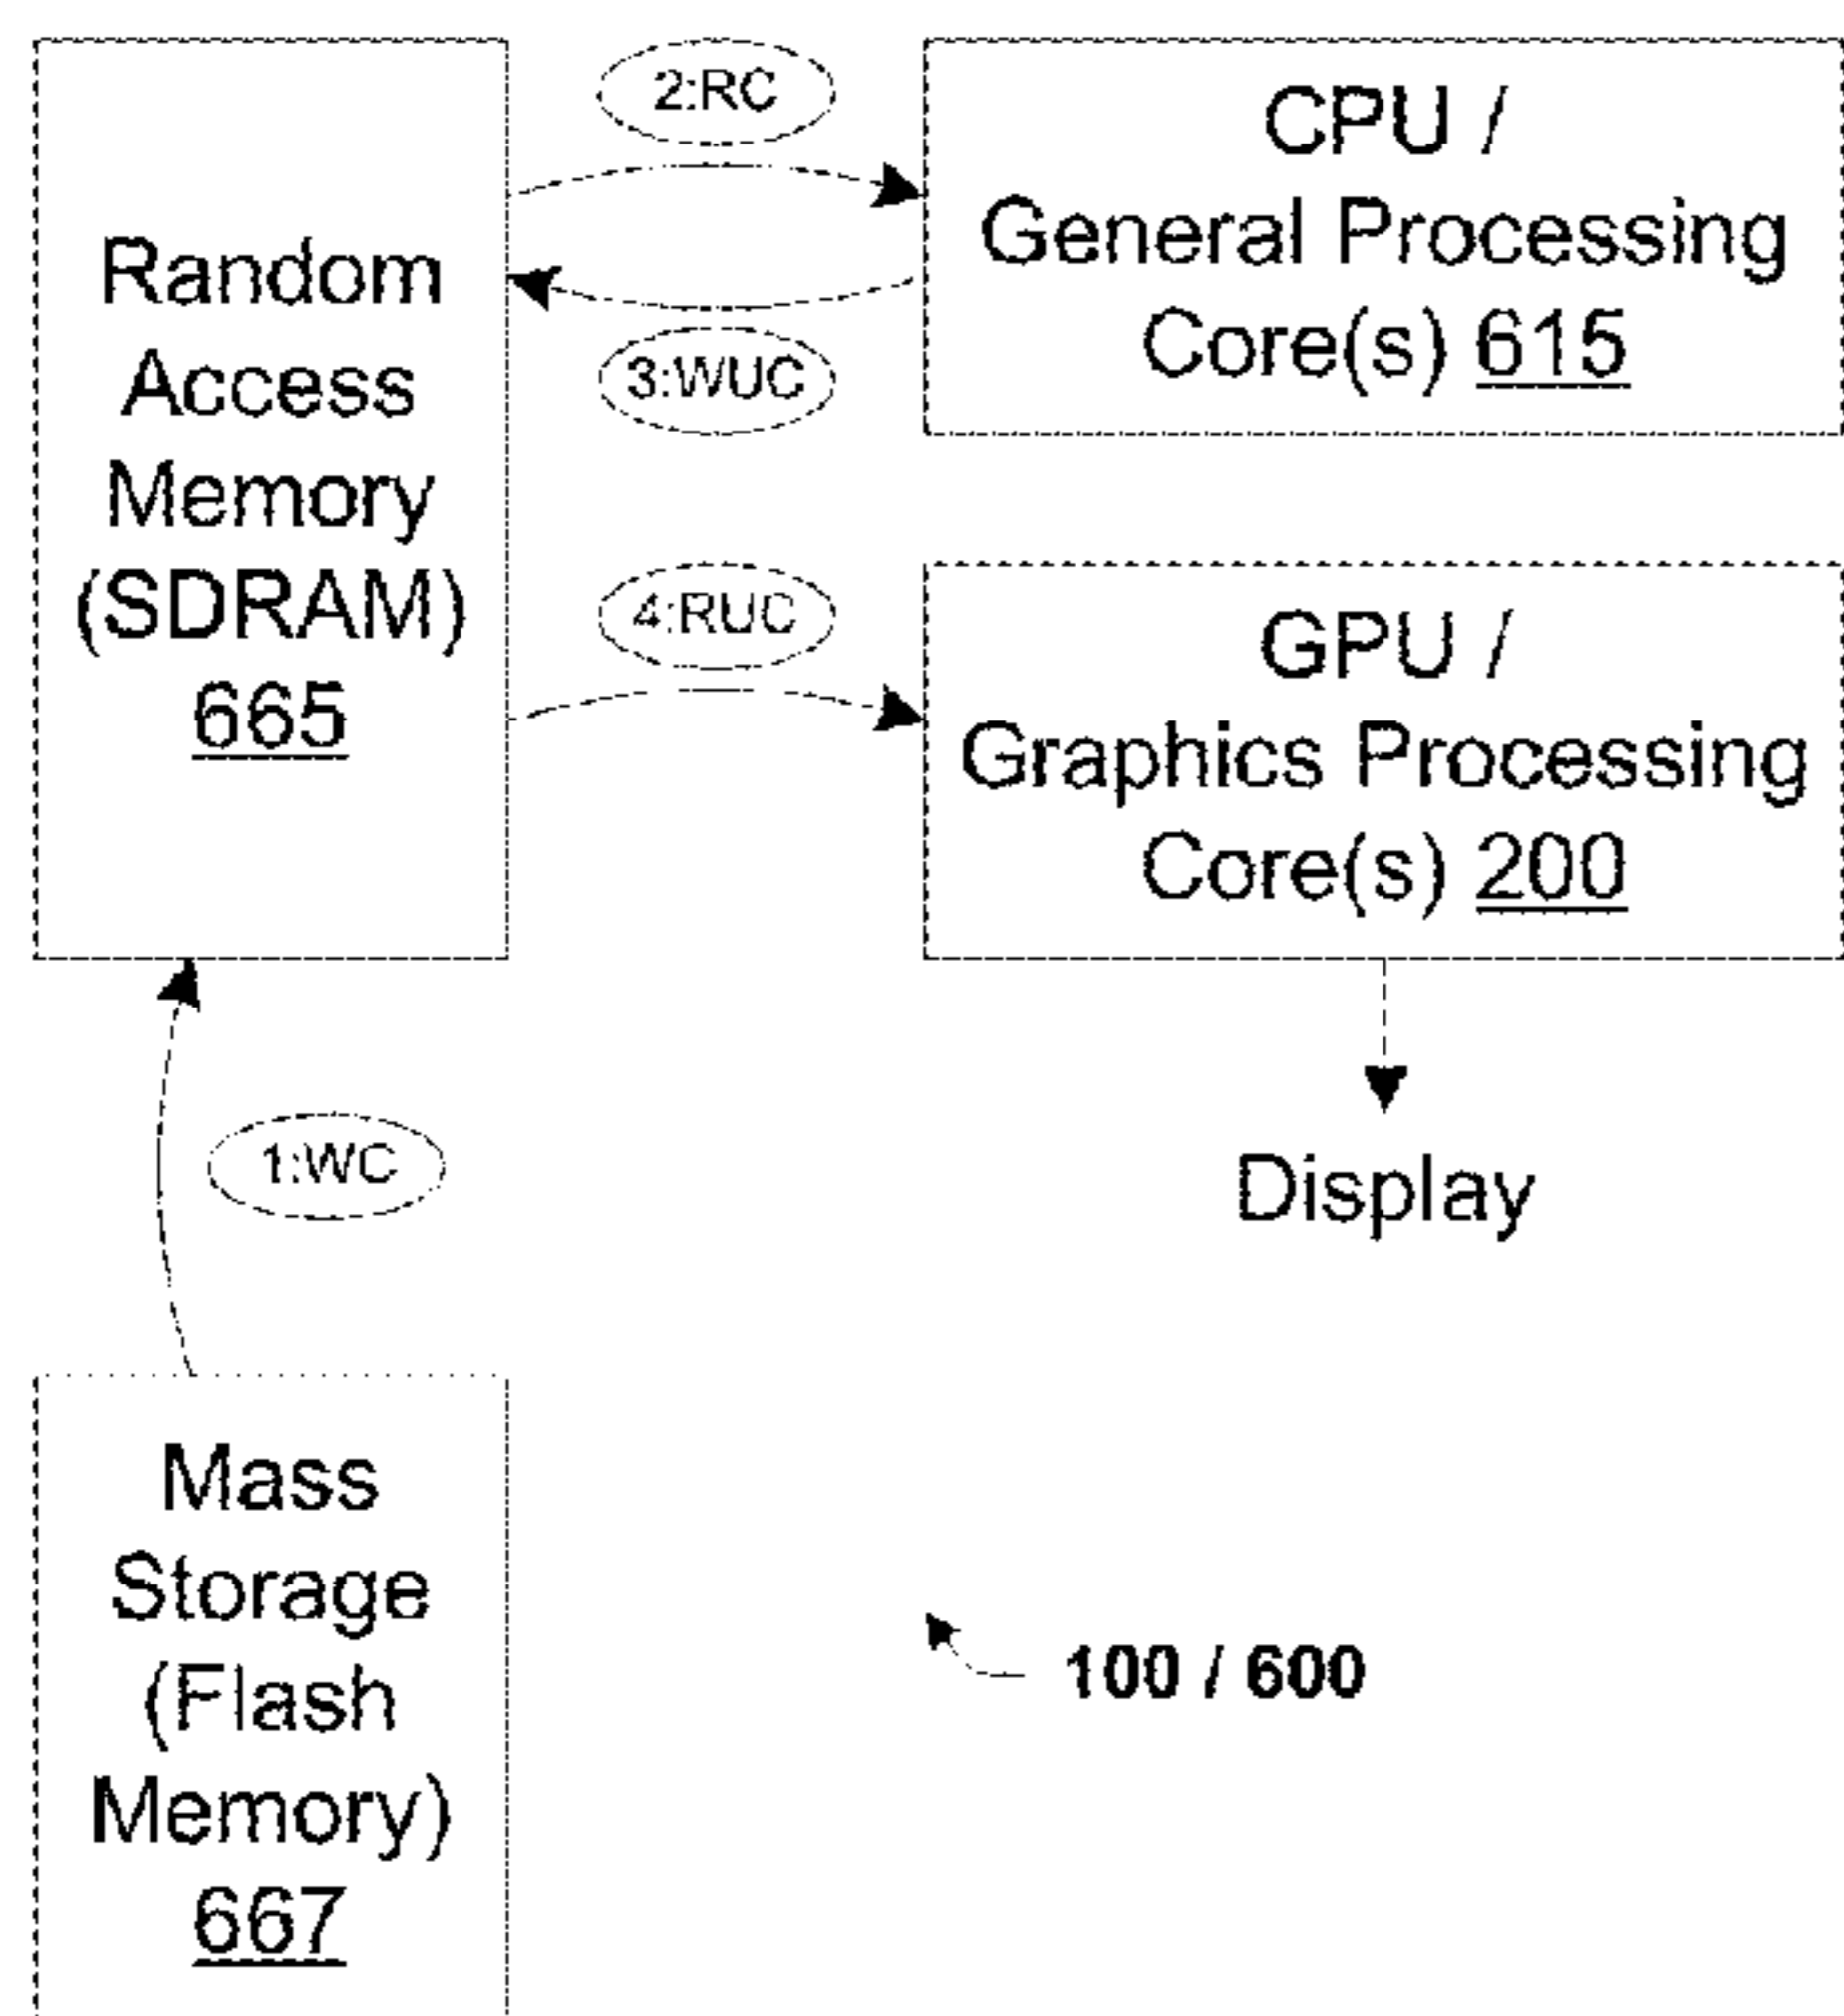 Random
Access
Memory
(SDRAM)
665
2:RC
3:WUC
4:RUC
CPU /
General Processing
Core(s) 615
GPU /
Graphics Processing
Core(s) 200
Display
1:WC
Mass
Storage
(Flash
Memory)
667
100 / 600